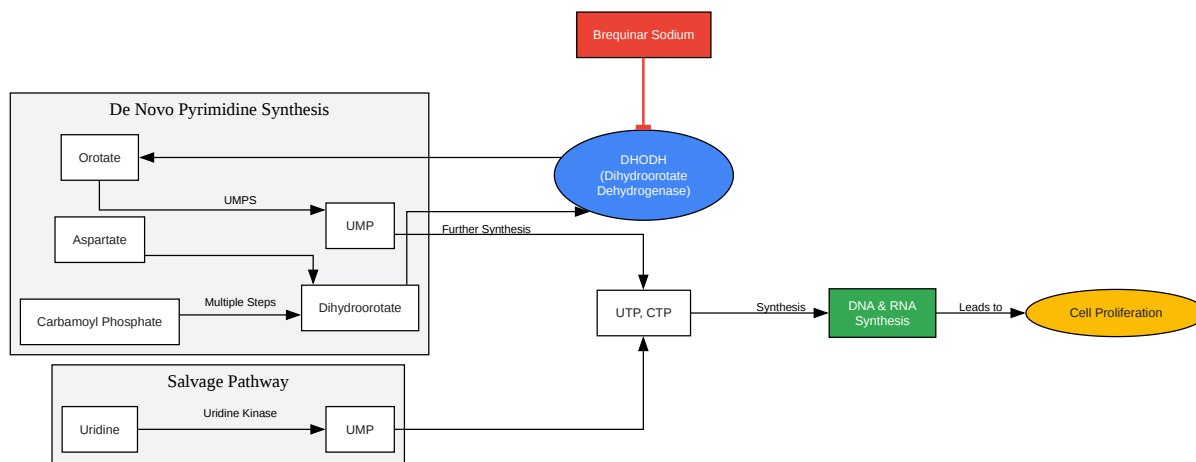 Brequinar Sodium
De Novo Pyrimidine Synthesis
Orotate
DHODH
(Dihydroorotate
Dehydrogenase)
UMPS
UMP
Further Synthesis
Aspartate
Multiple Steps
Dihydroorotate
Carbamoyl Phosphate
UTP, CTP
Synthesis
DNA & RNA
Synthesis
Leads to
Cell Proliferation
Salvage Pathway
Uridine
Uridine Kinase
UMP